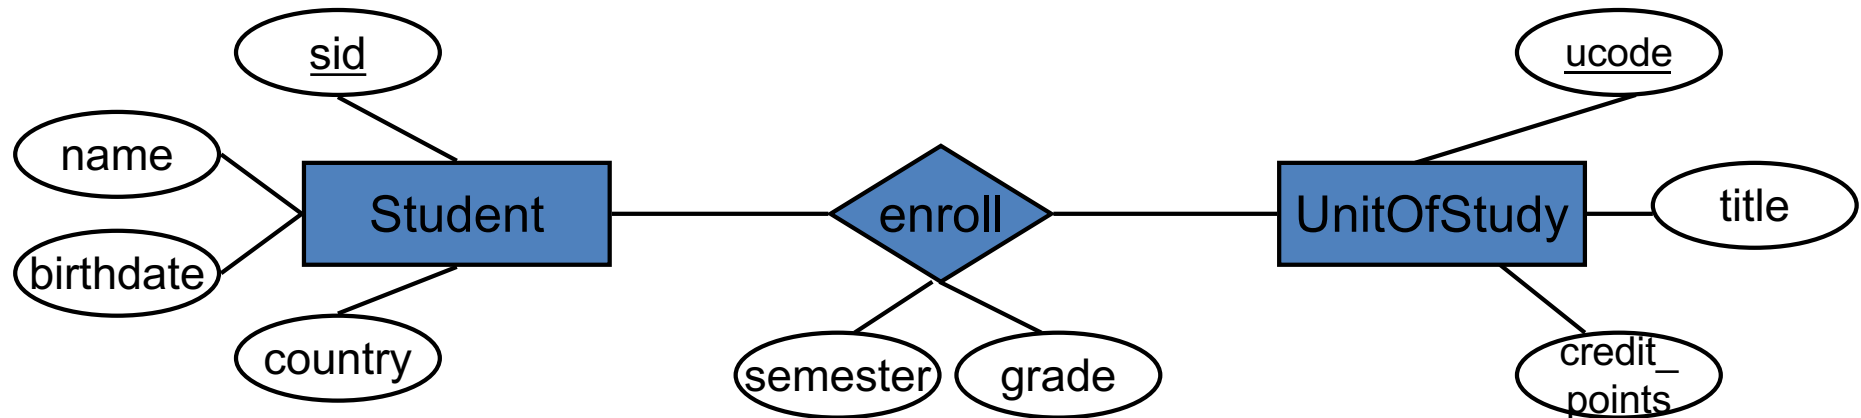 sid
ucode
name
title
Student
enroll
UnitOfStudy
birthdate
country
semester
grade
credit_
points